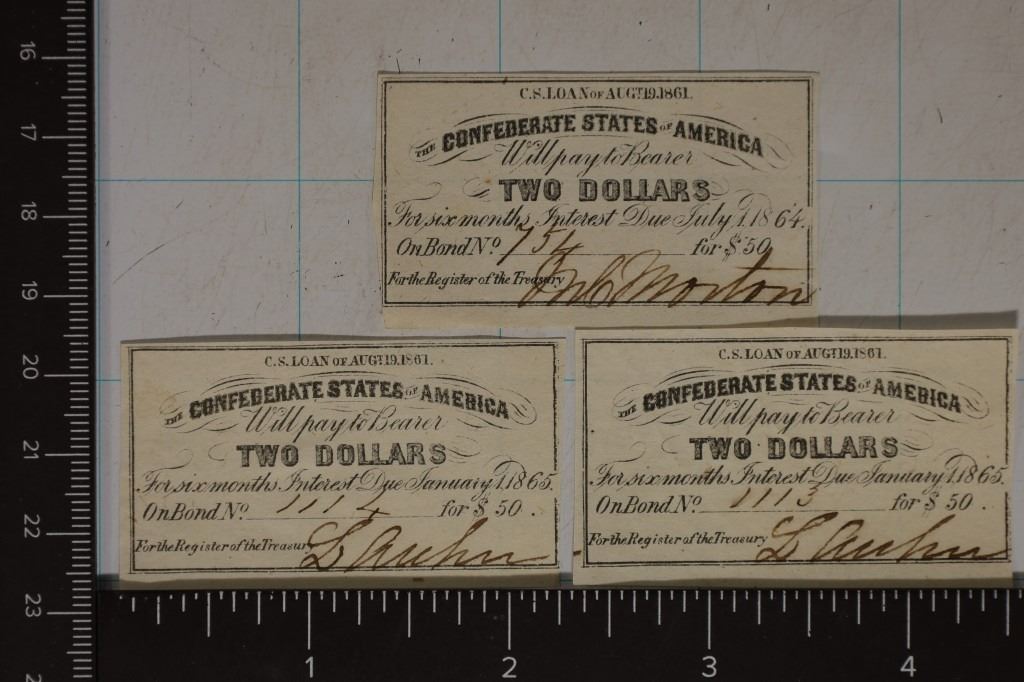 C.S. LOAN OF AUGT. 19. 1861.
THE CONFEDERATE STATES OF AMERICA
Will pay to Bearer
TWO DOLLARS
For six months, Interest Due July 1. 1864.
On Bond No. 754 for $50
For the Register of the Treasury
Morton
C.S. LOAN OF AUGT. 19. 1861.
THE CONFEDERATE STATES OF AMERICA
Will pay to Bearer
TWO DOLLARS
For six months, Interest Due January 1. 1865.
On Bond No. 1114 for $50.
For the Register of the Treasury
C.S. LOAN OF AUGT. 19. 1861.
THE CONFEDERATE STATES OF AMERICA
Will pay to Bearer
TWO DOLLARS
For six months, Interest Due January 1. 1865.
On Bond No. 1113 for $50.
For the Register of the Treasury
16
17
18
19
20
21
22
23
1 2 3 4